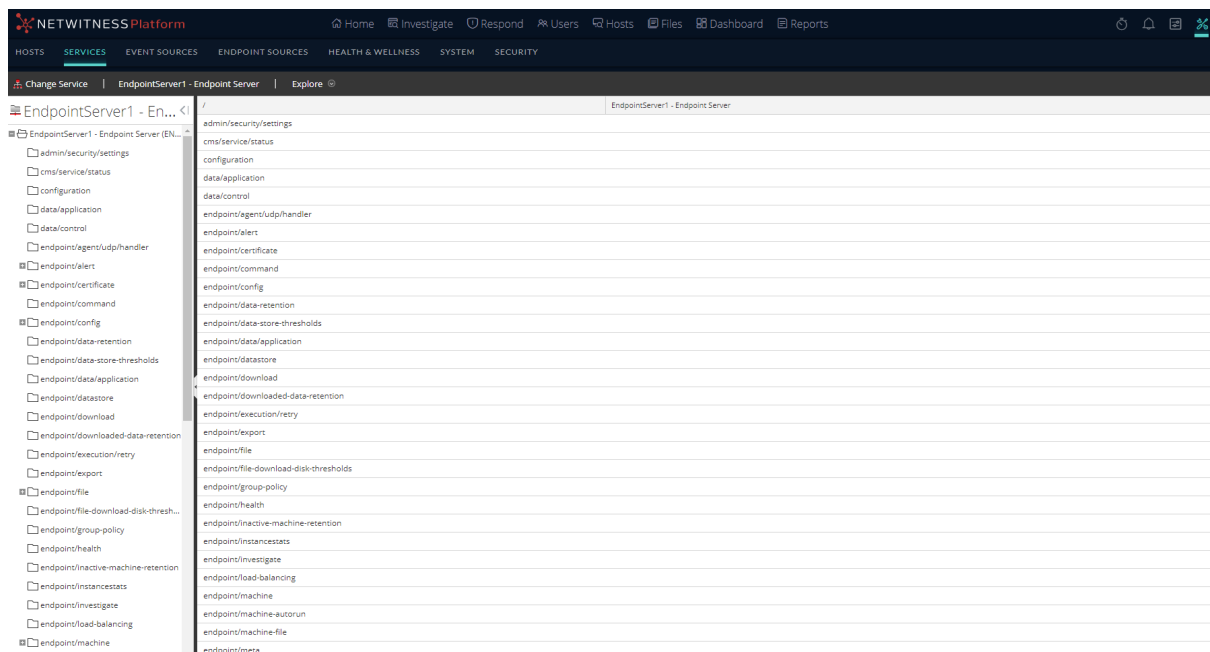 NETWITNESS Platform
Home Investigate Respond Users Hosts Files Dashboard Reports
HOSTS SERVICES EVENT SOURCES ENDPOINT SOURCES HEALTH & WELLNESS SYSTEM SECURITY
Change Service | EndpointServer1 - Endpoint Server | Explore
EndpointServer1 - En...
EndpointServer1 - Endpoint Server (EN...
admin/security/settings
cms/service/status
configuration
data/application
data/control
endpoint/agent/udp/handler
endpoint/alert
endpoint/certificate
endpoint/command
endpoint/config
endpoint/data-retention
endpoint/data-store-thresholds
endpoint/data/application
endpoint/datastore
endpoint/download
endpoint/downloaded-data-retention
endpoint/execution/retry
endpoint/export
endpoint/file
endpoint/file-download-disk-thresh...
endpoint/group-policy
endpoint/health
endpoint/inactive-machine-retention
endpoint/instancestats
endpoint/investigate
endpoint/load-balancing
endpoint/machine
/ EndpointServer1 - Endpoint Server
admin/security/settings
cms/service/status
configuration
data/application
data/control
endpoint/agent/udp/handler
endpoint/alert
endpoint/certificate
endpoint/command
endpoint/config
endpoint/data-retention
endpoint/data-store-thresholds
endpoint/data/application
endpoint/datastore
endpoint/download
endpoint/downloaded-data-retention
endpoint/execution/retry
endpoint/export
endpoint/file
endpoint/file-download-disk-thresholds
endpoint/group-policy
endpoint/health
endpoint/inactive-machine-retention
endpoint/instancestats
endpoint/investigate
endpoint/load-balancing
endpoint/machine
endpoint/machine-autorun
endpoint/machine-file
endpoint/meta